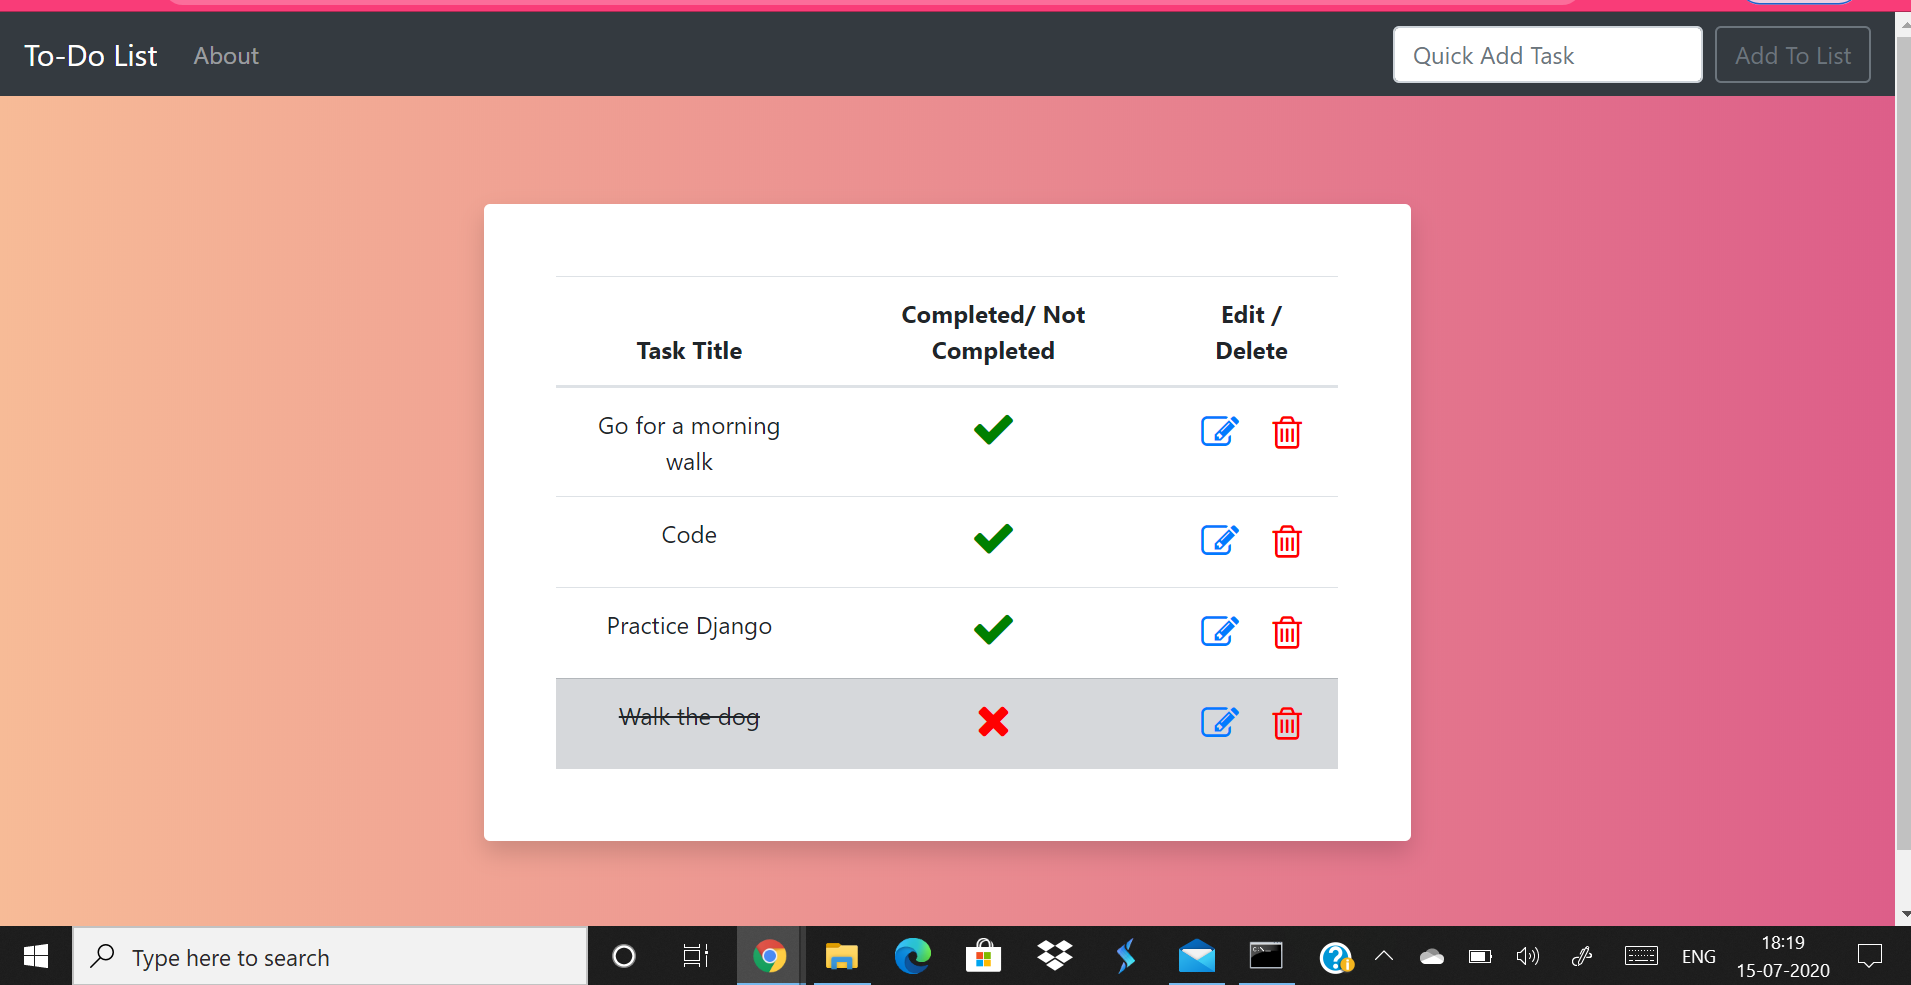 To-Do List About Quick Add Task Add To List
Task Title
Completed/ Not
Completed
Edit /
Delete
Go for a morning
walk
Code
Practice Django
Walk the dog
Type here to search
ENG
18:19
15-07-2020